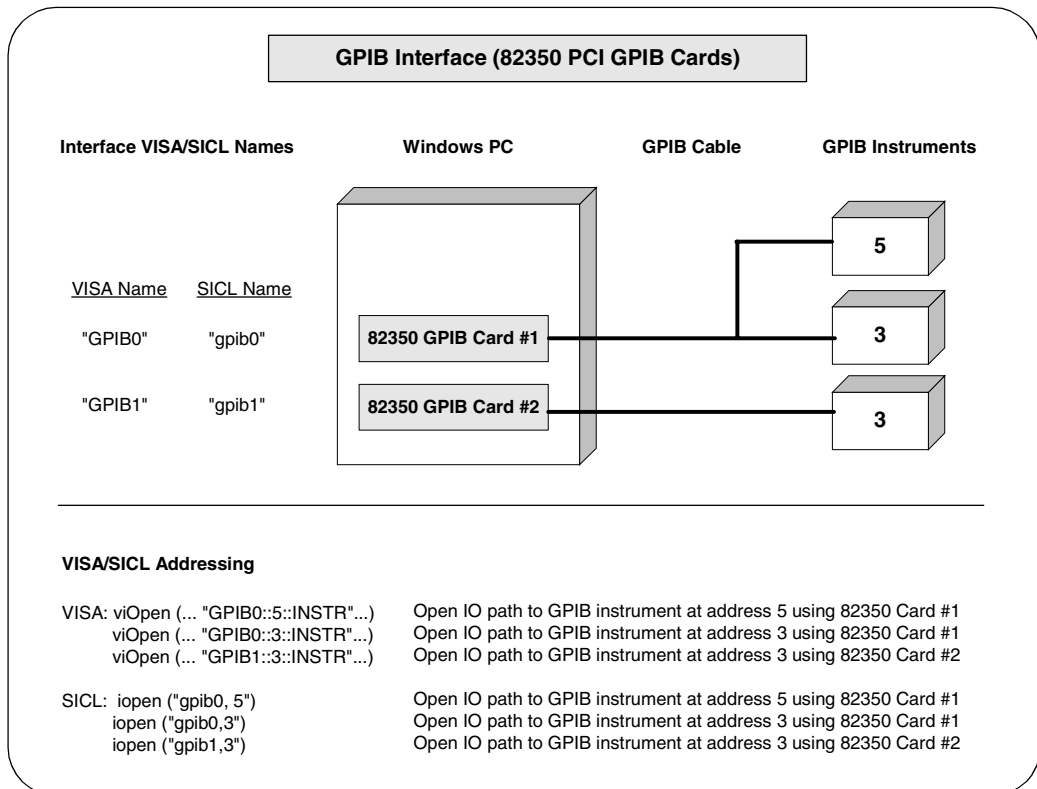 GPIB Interface (82350 PCI GPIB Cards)
Interface VISA/SICL Names Windows PC GPIB Cable GPIB Instruments
5
VISA Name SICL Name
"GPIB0" "gpib0" 82350 GPIB Card #1 3
"GPIB1" "gpib1" 82350 GPIB Card #2 3
VISA/SICL Addressing
VISA: viOpen (... "GPIB0::5::INSTR"...) Open IO path to GPIB instrument at address 5 using 82350 Card #1
viOpen (... "GPIB0::3::INSTR"...) Open IO path to GPIB instrument at address 3 using 82350 Card #1
viOpen (... "GPIB1::3::INSTR"...) Open IO path to GPIB instrument at address 3 using 82350 Card #2
SICL: iopen ("gpib0, 5") Open IO path to GPIB instrument at address 5 using 82350 Card #1
iopen ("gpib0,3") Open IO path to GPIB instrument at address 3 using 82350 Card #1
iopen ("gpib1,3") Open IO path to GPIB instrument at address 3 using 82350 Card #2